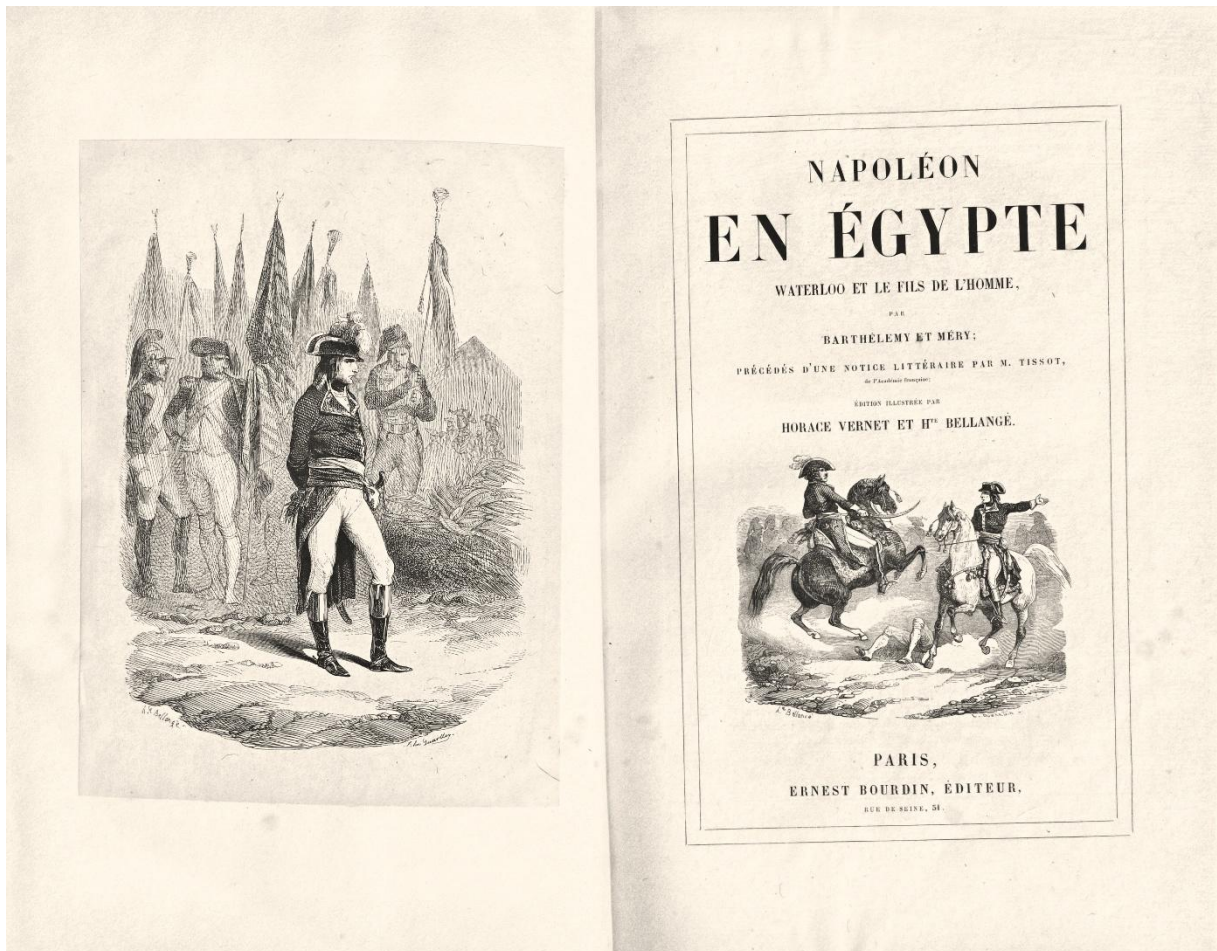 NAPOLÉON
EN ÉGYPTE
WATERLOO ET LE FILS DE L'HOMME,
PAR
BARTHÉLEMY ET MÉRY;
PRÉCÉDÉS D'UNE NOTICE LITTÉRAIRE PAR M. TISSOT,
de l'Académie française;
ÉDITION ILLUSTRÉE PAR
HORACE VERNET ET Hte BELLANGÉ.
PARIS,
ERNEST BOURDIN, ÉDITEUR,
RUE DE SEINE, 51.